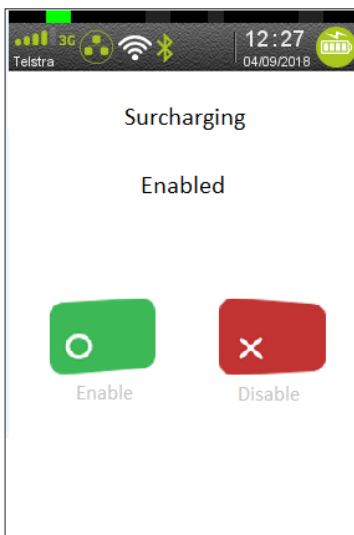 3G
12:27
Telstra
04/09/2018
Surcharging
Enabled
Enable
Disable